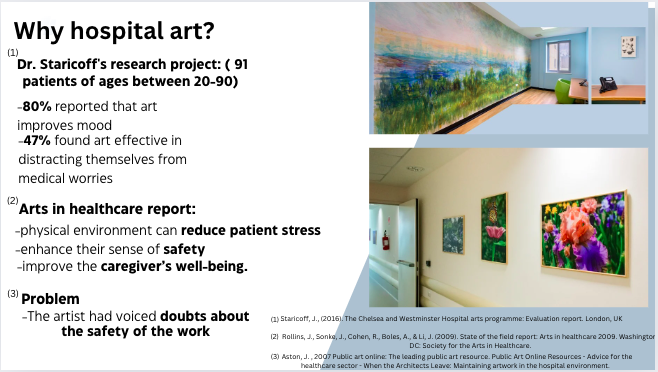 Why hospital art?
(1)
Dr. Staricoff's research project: ( 91
patients of ages between 20-90)
-80% reported that art
improves mood
-47% found art effective in
distracting themselves from
medical worries
(2)
Arts in healthcare report:
-physical environment can reduce patient stress
-enhance their sense of safety
-improve the caregiver's well-being.
(3)
Problem
-The artist had voiced doubts about
the safety of the work
(1) Staricoff, J., (2016). The Chelsea and Westminster Hospital arts programme: Evaluation report. London, UK
(2) Rollins, J., Sonke, J., Cohen, R., Boles, A., & Li, J. (2009). State of the field report: Arts in healthcare 2009. Washington
DC: Society for the Arts in Healthcare.
(3) Aston, J. , 2007 Public art online: The leading public art resource. Public Art Online Resources - Advice for the
healthcare sector - When the Architects Leave: Maintaining artwork in the hospital environment.